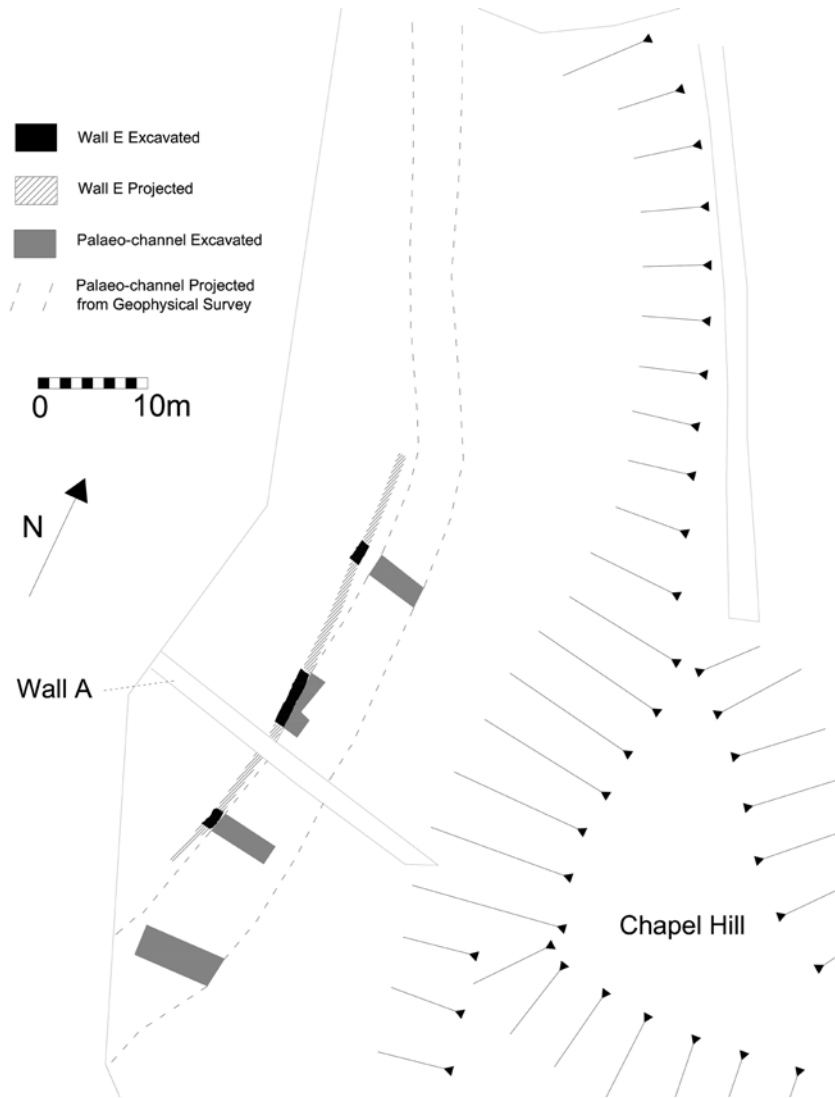 Wall E Excavated
Wall E Projected
Palaeo-channel Excavated
Palaeo-channel Projected
from Geophysical Survey
0 10m
N
Wall A
Chapel Hill